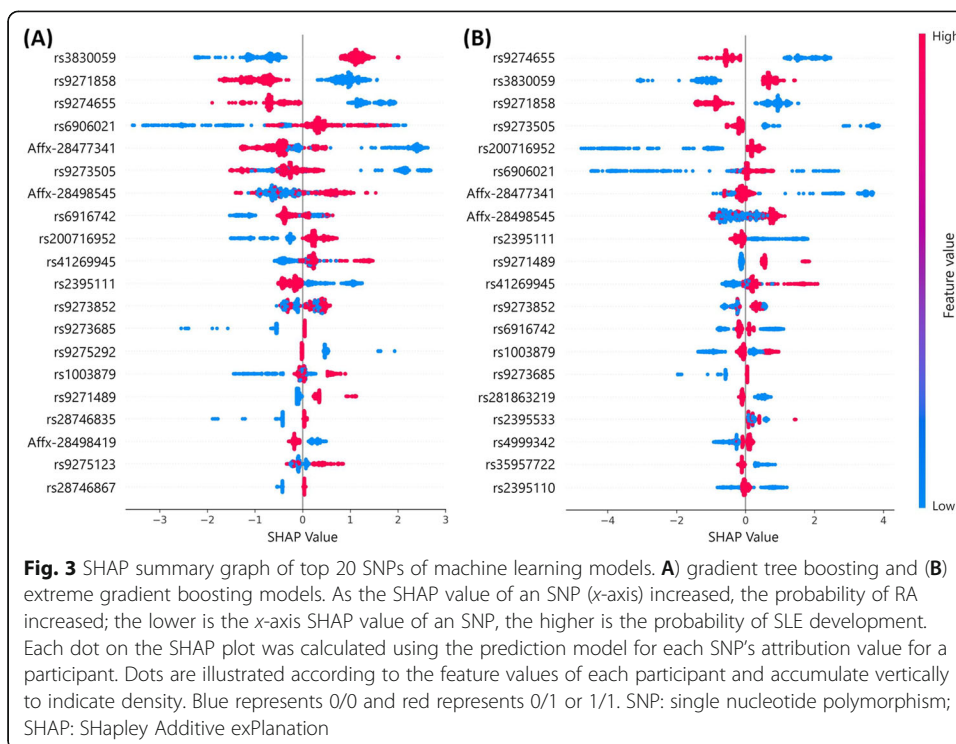 (A)
rs3830059
rs9271858
rs9274655
rs6906021
Affx-28477341
rs9273505
Affx-28498545
rs6916742
rs200716952
rs41269945
rs2395111
rs9273852
rs9273685
rs9275292
rs1003879
rs9271489
rs28746835
Affx-28498419
rs9275123
rs28746867
−3 −2 −1 0 1 2 3
SHAP Value
(B)
rs9274655
rs3830059
rs9271858
rs9273505
rs200716952
rs6906021
Affx-28477341
Affx-28498545
rs2395111
rs9271489
rs41269945
rs9273852
rs6916742
rs1003879
rs9273685
rs281863219
rs2395533
rs4999342
rs35957722
rs2395110
−4 −2 0 2 4
SHAP Value
High
Feature value
Low
Fig. 3 SHAP summary graph of top 20 SNPs of machine learning models. A) gradient tree boosting and (B)
extreme gradient boosting models. As the SHAP value of an SNP (x-axis) increased, the probability of RA
increased; the lower is the x-axis SHAP value of an SNP, the higher is the probability of SLE development.
Each dot on the SHAP plot was calculated using the prediction model for each SNP's attribution value for a
participant. Dots are illustrated according to the feature values of each participant and accumulate vertically
to indicate density. Blue represents 0/0 and red represents 0/1 or 1/1. SNP: single nucleotide polymorphism;
SHAP: SHapley Additive exPlanation